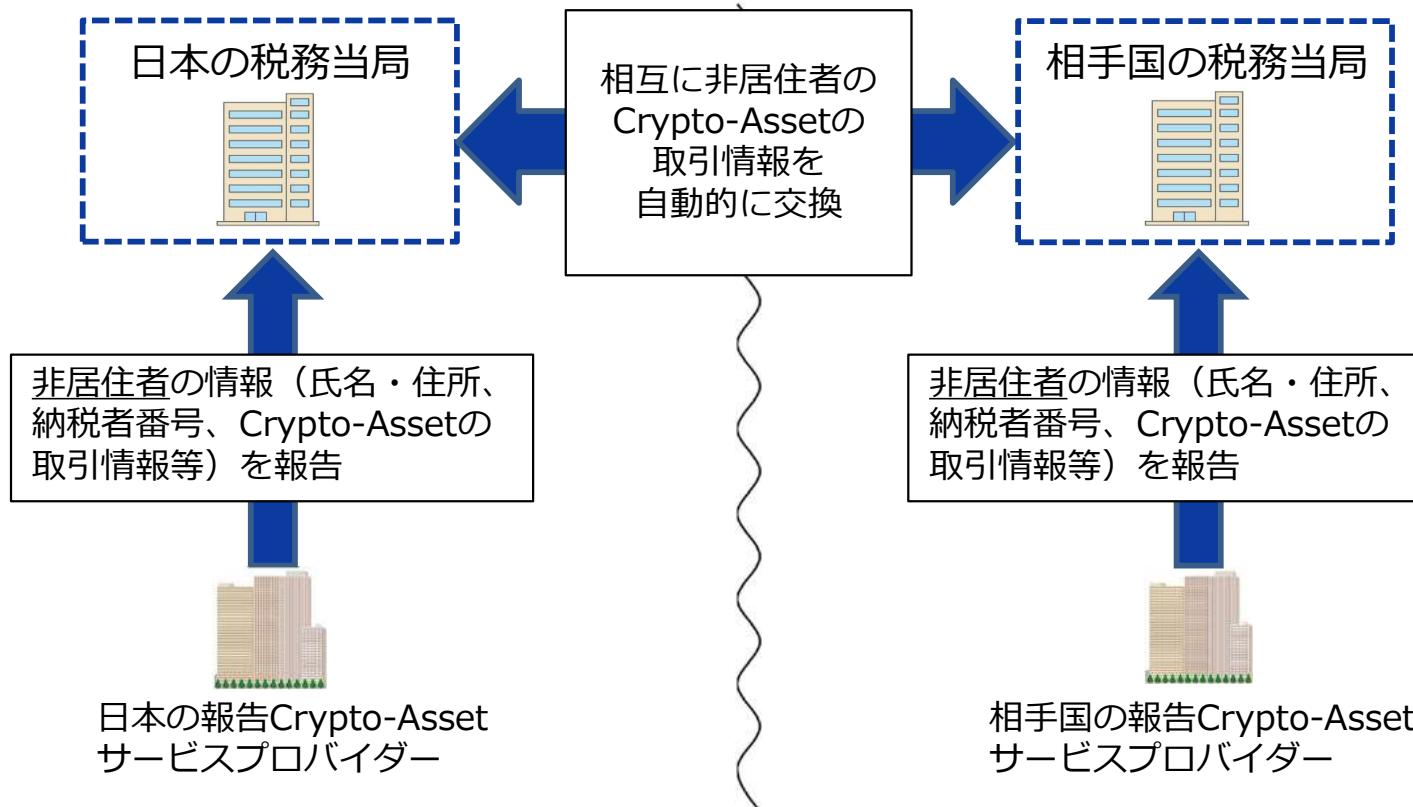 日本の税務当局
相互に非居住者の
Crypto-Assetの
取引情報を
自動的に交換
相手国の税務当局
非居住者の情報（氏名・住所、
納税者番号、Crypto-Assetの
取引情報等）を報告
非居住者の情報（氏名・住所、
納税者番号、Crypto-Assetの
取引情報等）を報告
日本の報告Crypto-Asset
サービスプロバイダー
相手国の報告Crypto-Asset
サービスプロバイダー